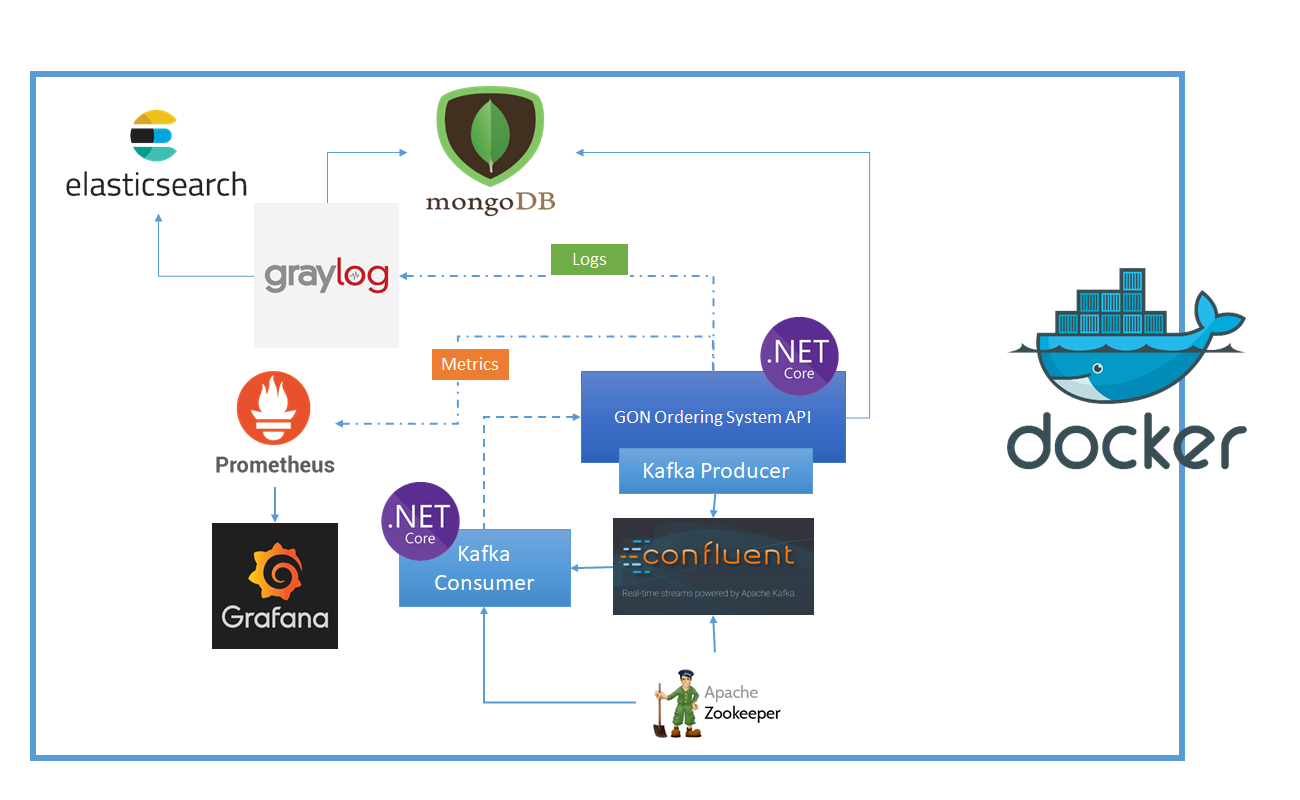 elasticsearch
mongoDB
graylog
Logs
.NET
Core
Metrics
GON Ordering System API
Prometheus
Kafka Producer
docker
.NET
Core
Kafka
Consumer
confluent
Real-time streams powered by Apache Kafka
Grafana
Apache
Zookeeper